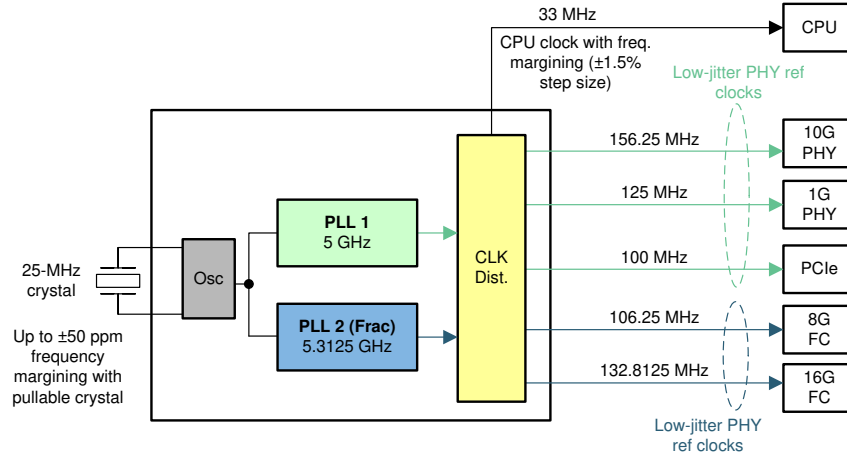 33 MHz
CPU clock with freq.
margining (±1.5%
step size)
CPU
Low-jitter PHY ref
clocks
156.25 MHz
10G
PHY
125 MHz
1G
PHY
100 MHz
PCIe
106.25 MHz
8G
FC
132.8125 MHz
16G
FC
Low-jitter PHY
ref clocks
25-MHz
crystal
Up to ±50 ppm
frequency
margining with
pullable crystal
Osc
PLL 1
5 GHz
PLL 2 (Frac)
5.3125 GHz
CLK
Dist.